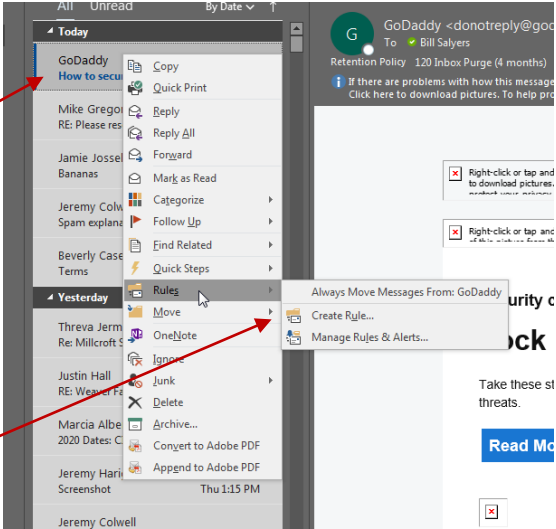 All Unread By Date
Today
GoDaddy
How to secu
Mike Gregor
RE: Please res
Jamie Jossel
Bananas
Jeremy Colw
Spam explana
Beverly Case
Terms
Yesterday
Threva Jerm
Re: Millcroft S
Justin Hall
RE: Weaver Fa
Marcia Albe
2020 Dates: C
Jeremy Hari
Screenshot Thu 1:15 PM
Jeremy Colwell
Copy
Quick Print
Reply
Reply All
Forward
Mark as Read
Categorize
Follow Up
Find Related
Quick Steps
Rules
Move
OneNote
Ignore
Junk
Delete
Archive...
Convert to Adobe PDF
Append to Adobe PDF
Always Move Messages From: GoDaddy
Create Rule...
Manage Rules & Alerts...
G
GoDaddy <donotreply@goo
To Bill Salyers
Retention Policy 120 Inbox Purge (4 months)
If there are problems with how this message
Click here to download pictures. To help pro
Right-click or tap and
to download pictures.
protect your privacy
Right-click or tap and
of this picture from th
urity c
ock
Take these st
threats.
Read Mo